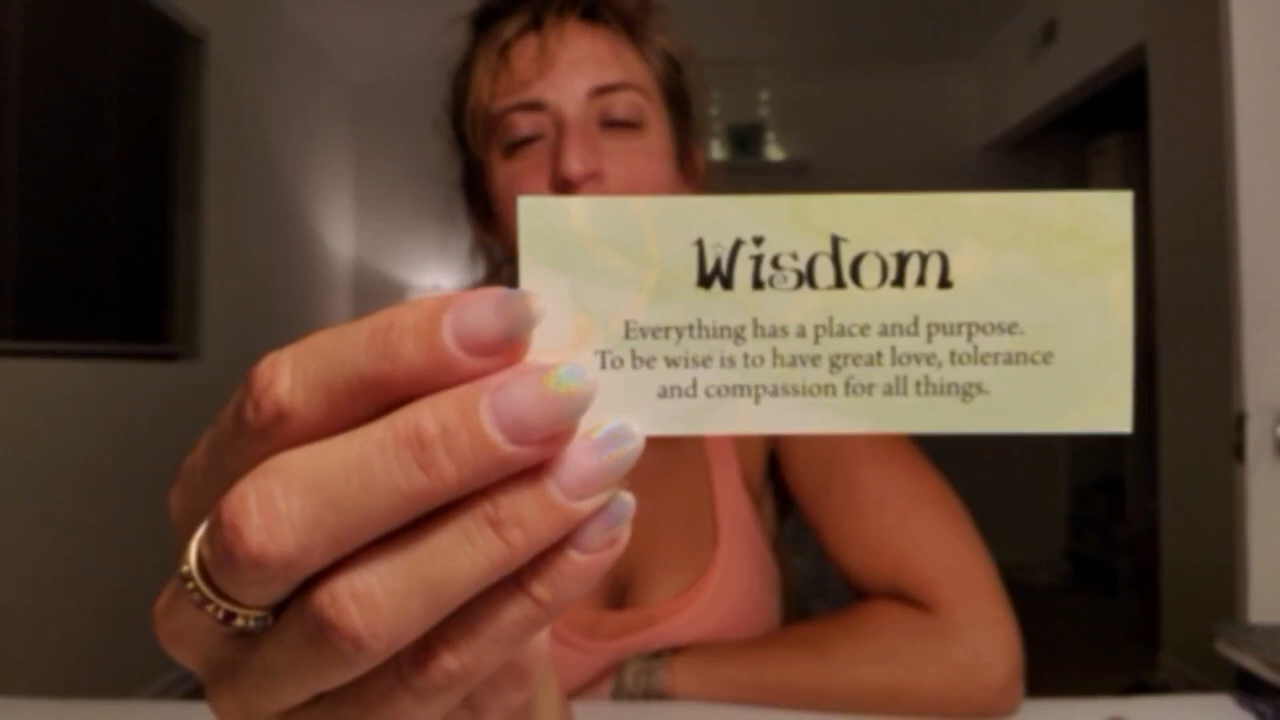 Wisdom
Everything has a place and purpose.
To be wise is to have great love, tolerance
and compassion for all things.